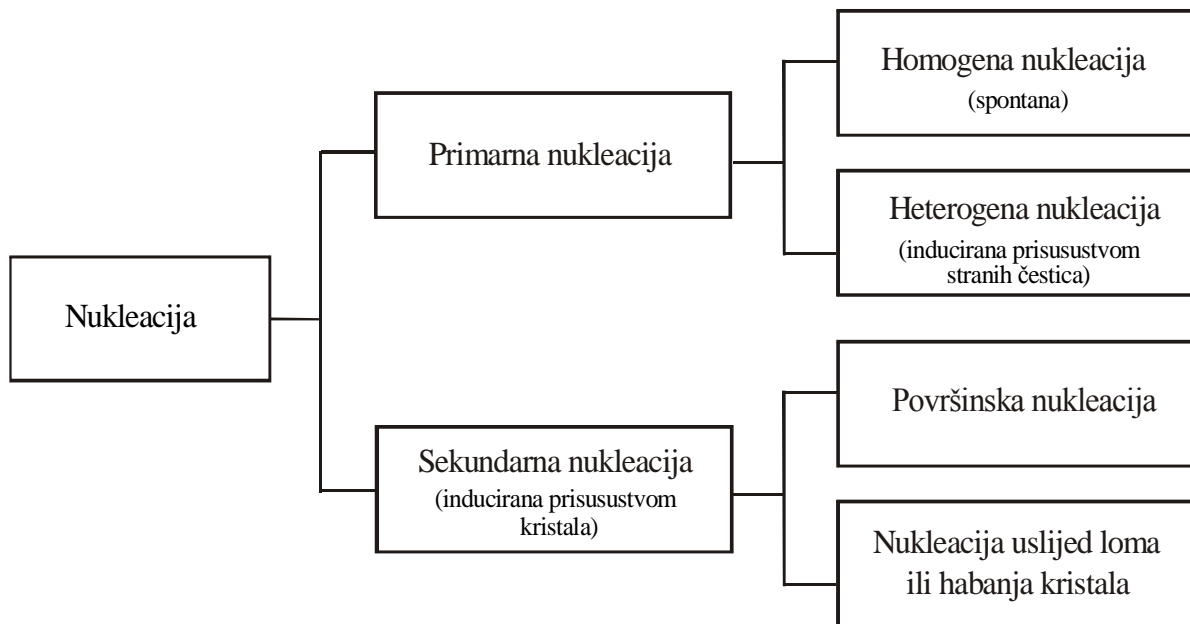 Nukleacija
Primarna nukleacija
Homogena nukleacija
(spontana)
Heterogena nukleacija
(inducirana prisusustvom
stranih čestica)
Sekundarna nukleacija
(inducirana prisusustvom
kristala)
Površinska nukleacija
Nukleacija uslijed loma
ili habanja kristala